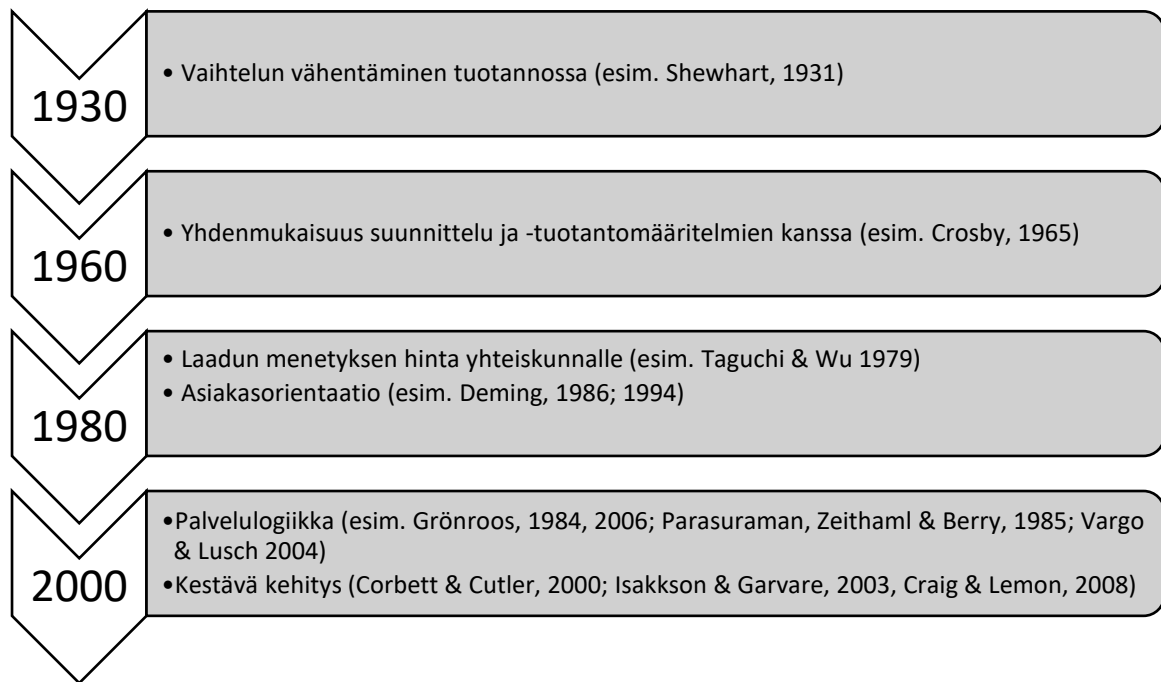 1930
• Vaihtelun vähentäminen tuotannossa (esim. Shewhart, 1931)
1960
• Yhdenmukaisuus suunnittelu ja -tuotantomääritelmien kanssa (esim. Crosby, 1965)
1980
• Laadun menetyksen hinta yhteiskunnalle (esim. Taguchi & Wu 1979)
• Asiakasorientaatio (esim. Deming, 1986; 1994)
2000
•Palvelulogiikka (esim. Grönroos, 1984, 2006; Parasuraman, Zeithaml & Berry, 1985; Vargo
& Lusch 2004)
•Kestävä kehitys (Corbett & Cutler, 2000; Isakkson & Garvare, 2003, Craig & Lemon, 2008)